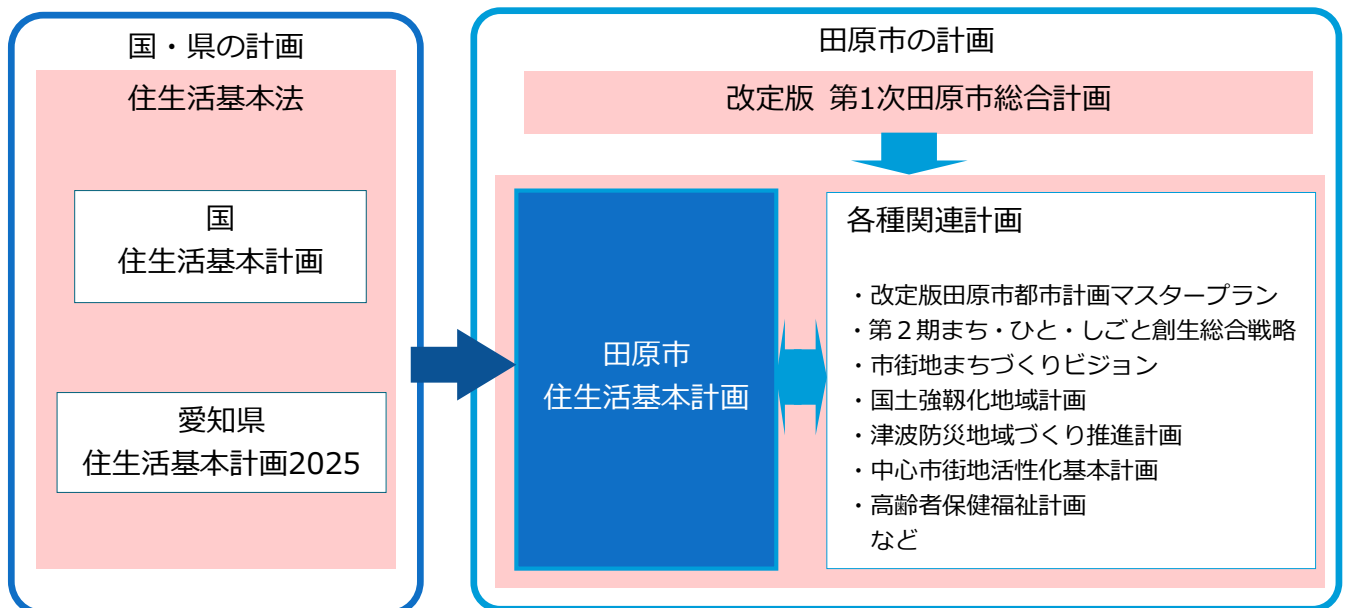 国・県の計画
住生活基本法
国
住生活基本計画
愛知県
住生活基本計画2025
田原市の計画
改定版 第1次田原市総合計画
田原市
住生活基本計画
各種関連計画
・改定版田原市都市計画マスタープラン
・第２期まち・ひと・しごと創生総合戦略
・市街地まちづくりビジョン
・国土強靱化地域計画
・津波防災地域づくり推進計画
・中心市街地活性化基本計画
・高齢者保健福祉計画
など